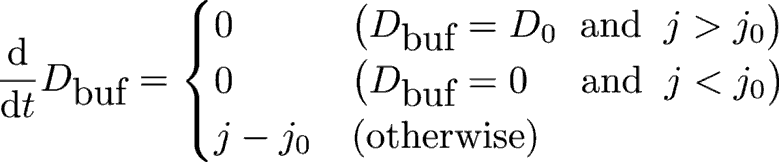 0 (D_buf = D_0 and j > j_0)
d/dt D_buf = { 0 (D_buf = 0 and j < j_0)
j − j_0 (otherwise)